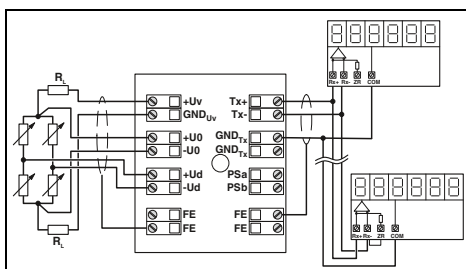 Rx+ Rx- ZR COM
RL
+Uv Tx+
GNDUv Tx-
+U0 GNDTx
-U0 GNDTx
+Ud PSa
-Ud PSb
FE FE
FE FE
RL
Rx+ Rx- ZR COM